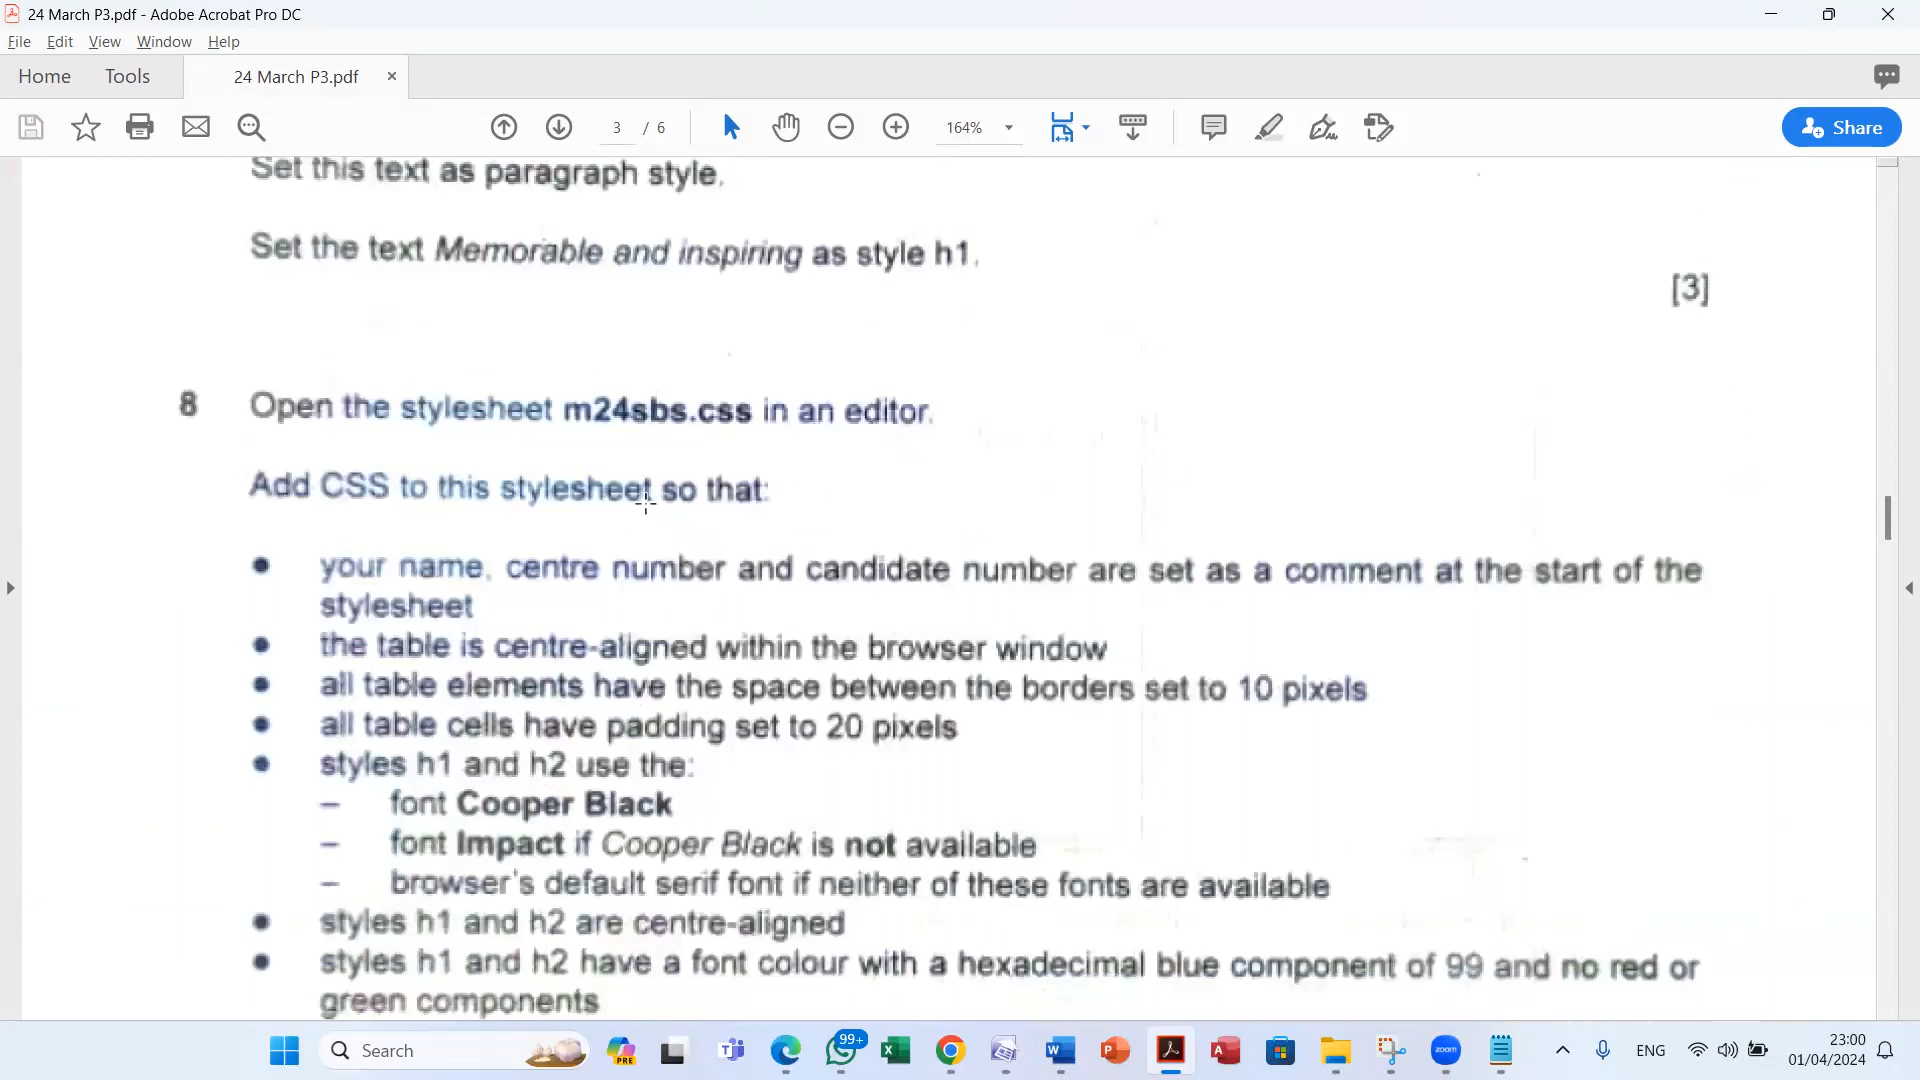 24 March P3.pdf - Adobe Acrobat Pro DC
File Edit View Window Help
Home Tools 24 March P3.pdf ×
3 / 6 164% Share
Set this text as paragraph style.
Set the text Memorable and inspiring as style h1.
[3]
8 Open the stylesheet m24sbs.css in an editor.
Add CSS to this stylesheet so that:
● your name, centre number and candidate number are set as a comment at the start of the
stylesheet
● the table is centre-aligned within the browser window
● all table elements have the space between the borders set to 10 pixels
● all table cells have padding set to 20 pixels
● styles h1 and h2 use the:
– font Cooper Black
– font Impact if Cooper Black is not available
– browser's default serif font if neither of these fonts are available
● styles h1 and h2 are centre-aligned
● styles h1 and h2 have a font colour with a hexadecimal blue component of 99 and no red or
green components
Search PRE 99+ zoom ENG 23:00
01/04/2024